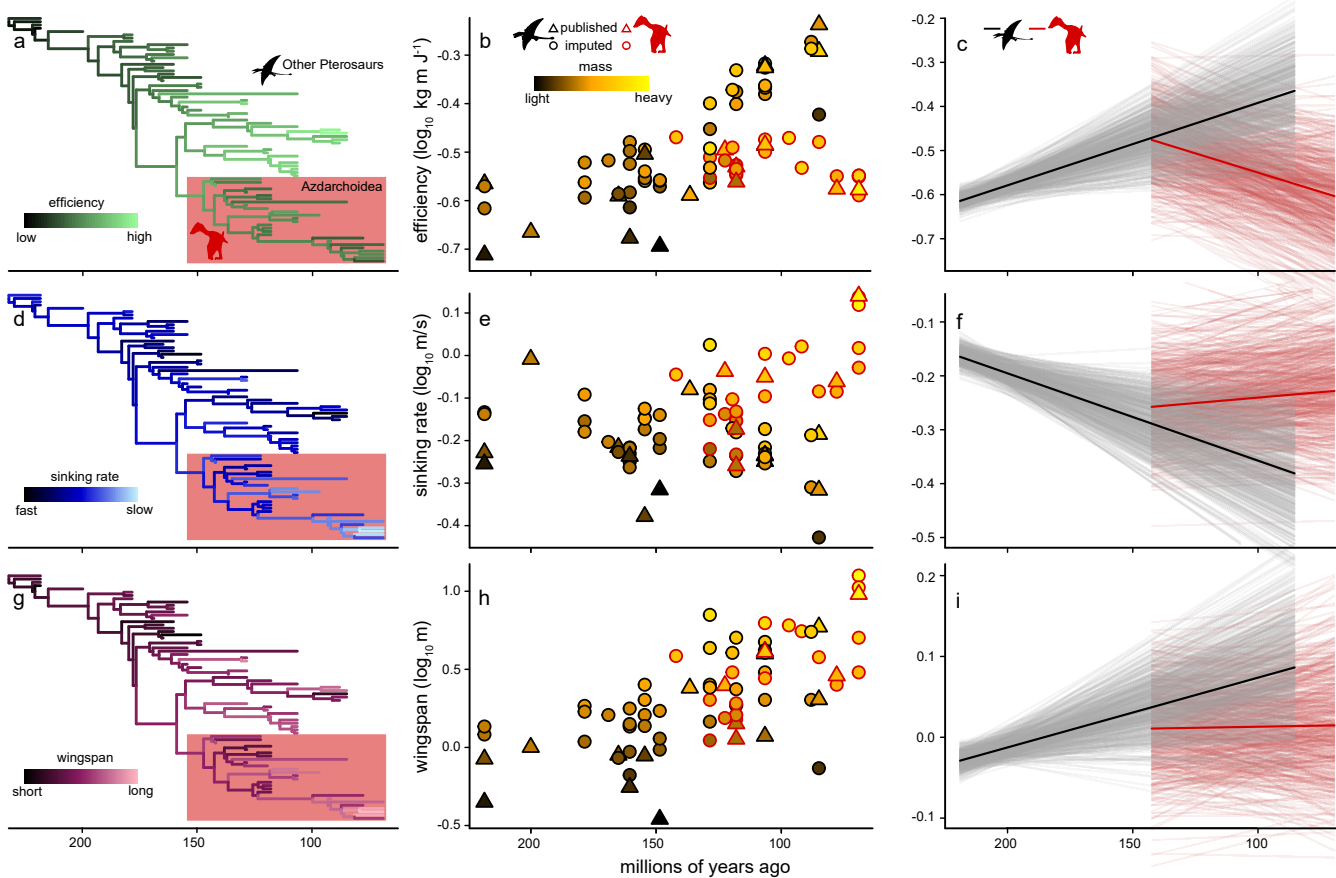 a
Other Pterosaurs
Azdarchoidea
efficiency
low high
200 150 100
b
published
imputed
mass
light heavy
efficiency (log10 kg m J-1)
-0.3
-0.4
-0.5
-0.6
-0.7
c
-0.2
-0.3
-0.4
-0.5
-0.6
-0.7
d
sinking rate
fast slow
e
sinking rate (log10 m/s)
0.1
0.0
-0.1
-0.2
-0.3
-0.4
f
-0.1
-0.2
-0.3
-0.4
-0.5
g
wingspan
short long
200 150 100
h
wingspan (log10 m)
1.0
0.5
0.0
-0.5
200 150 100
millions of years ago
i
0.2
0.1
0.0
-0.1
200 150 100